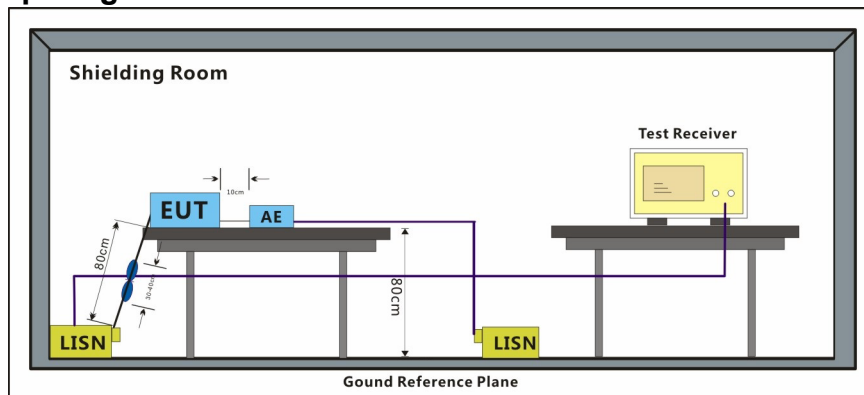 Shielding Room
Test Receiver
10cm
EUT
AE
80cm
30-40cm
80cm
LISN
LISN
Gound Reference Plane